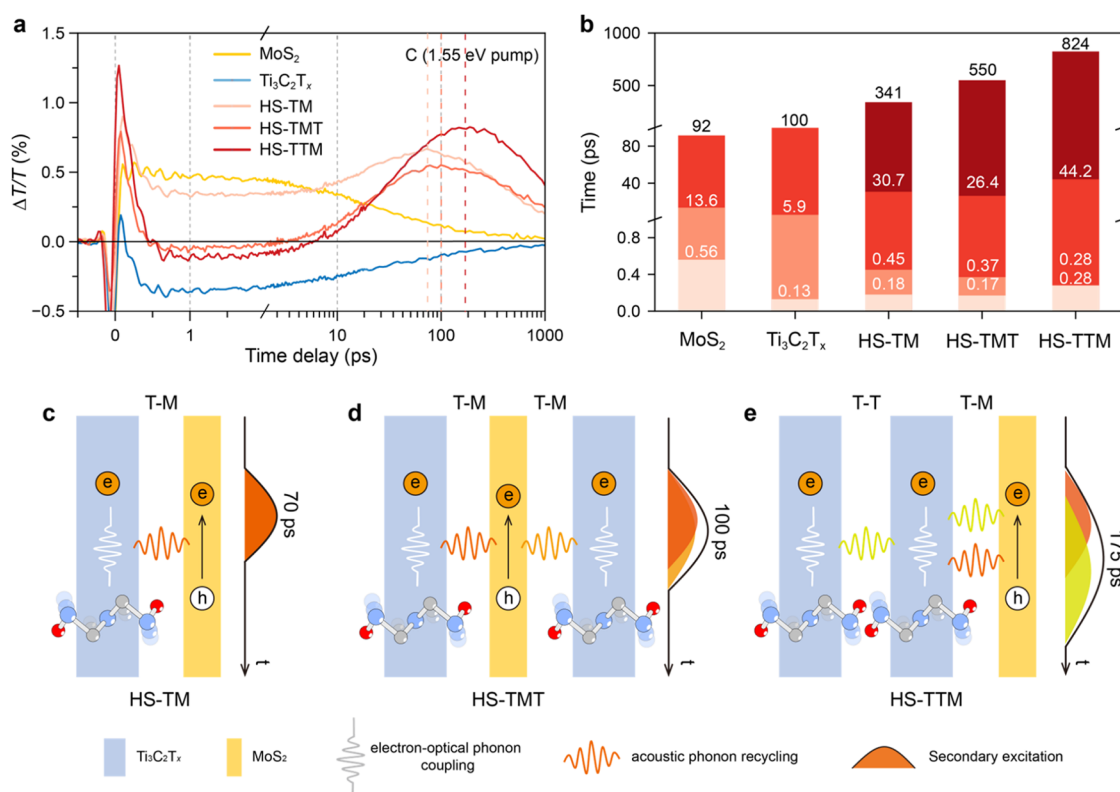 a
1.5
1.0
0.5
0.0
−0.5
ΔT/T (%)
MoS₂
Ti₃C₂Tₓ
HS-TM
HS-TMT
HS-TTM
C (1.55 eV pump)
0
1
10
100
1000
Time delay (ps)
b
1000
500
80
40
0.8
0.4
0.0
Time (ps)
92
13.6
0.56
100
5.9
0.13
341
30.7
0.45
0.18
550
26.4
0.37
0.17
824
44.2
0.28
0.28
MoS₂
Ti₃C₂Tₓ
HS-TM
HS-TMT
HS-TTM
c
T-M
e
e
h
70 ps
t
HS-TM
d
T-M
T-M
e
e
e
h
100 ps
t
HS-TMT
e
T-T
T-M
e
e
e
h
175 ps
t
HS-TTM
Ti₃C₂Tₓ
MoS₂
electron-optical phonon
coupling
acoustic phonon recycling
Secondary excitation